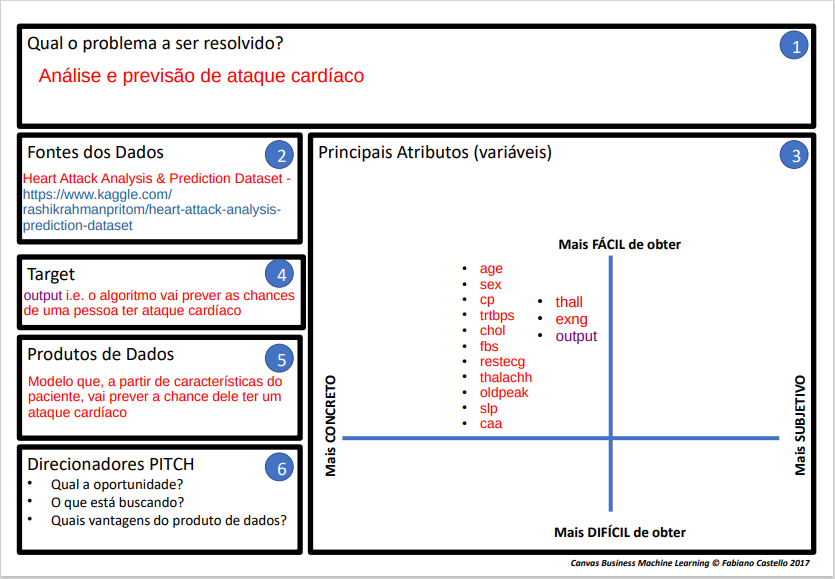 Qual o problema a ser resolvido?
1
Análise e previsão de ataque cardíaco
Fontes dos Dados
2
Heart Attack Analysis & Prediction Dataset -
https://www.kaggle.com/
rashikrahmanpritom/heart-attack-analysis-
prediction-dataset
Principais Atributos (variáveis)
3
Mais FÁCIL de obter
• age
• sex
• cp
• trtbps
• chol
• fbs
• restecg
• thalachh
• oldpeak
• slp
• caa
• thall
• exng
• output
Mais CONCRETO
Mais SUBJETIVO
Mais DIFÍCIL de obter
Target
4
output i.e. o algoritmo vai prever as chances
de uma pessoa ter ataque cardíaco
Produtos de Dados
5
Modelo que, a partir de características do
paciente, vai prever a chance dele ter um
ataque cardíaco
Direcionadores PITCH
6
• Qual a oportunidade?
• O que está buscando?
• Quais vantagens do produto de dados?
Canvas Business Machine Learning © Fabiano Castello 2017